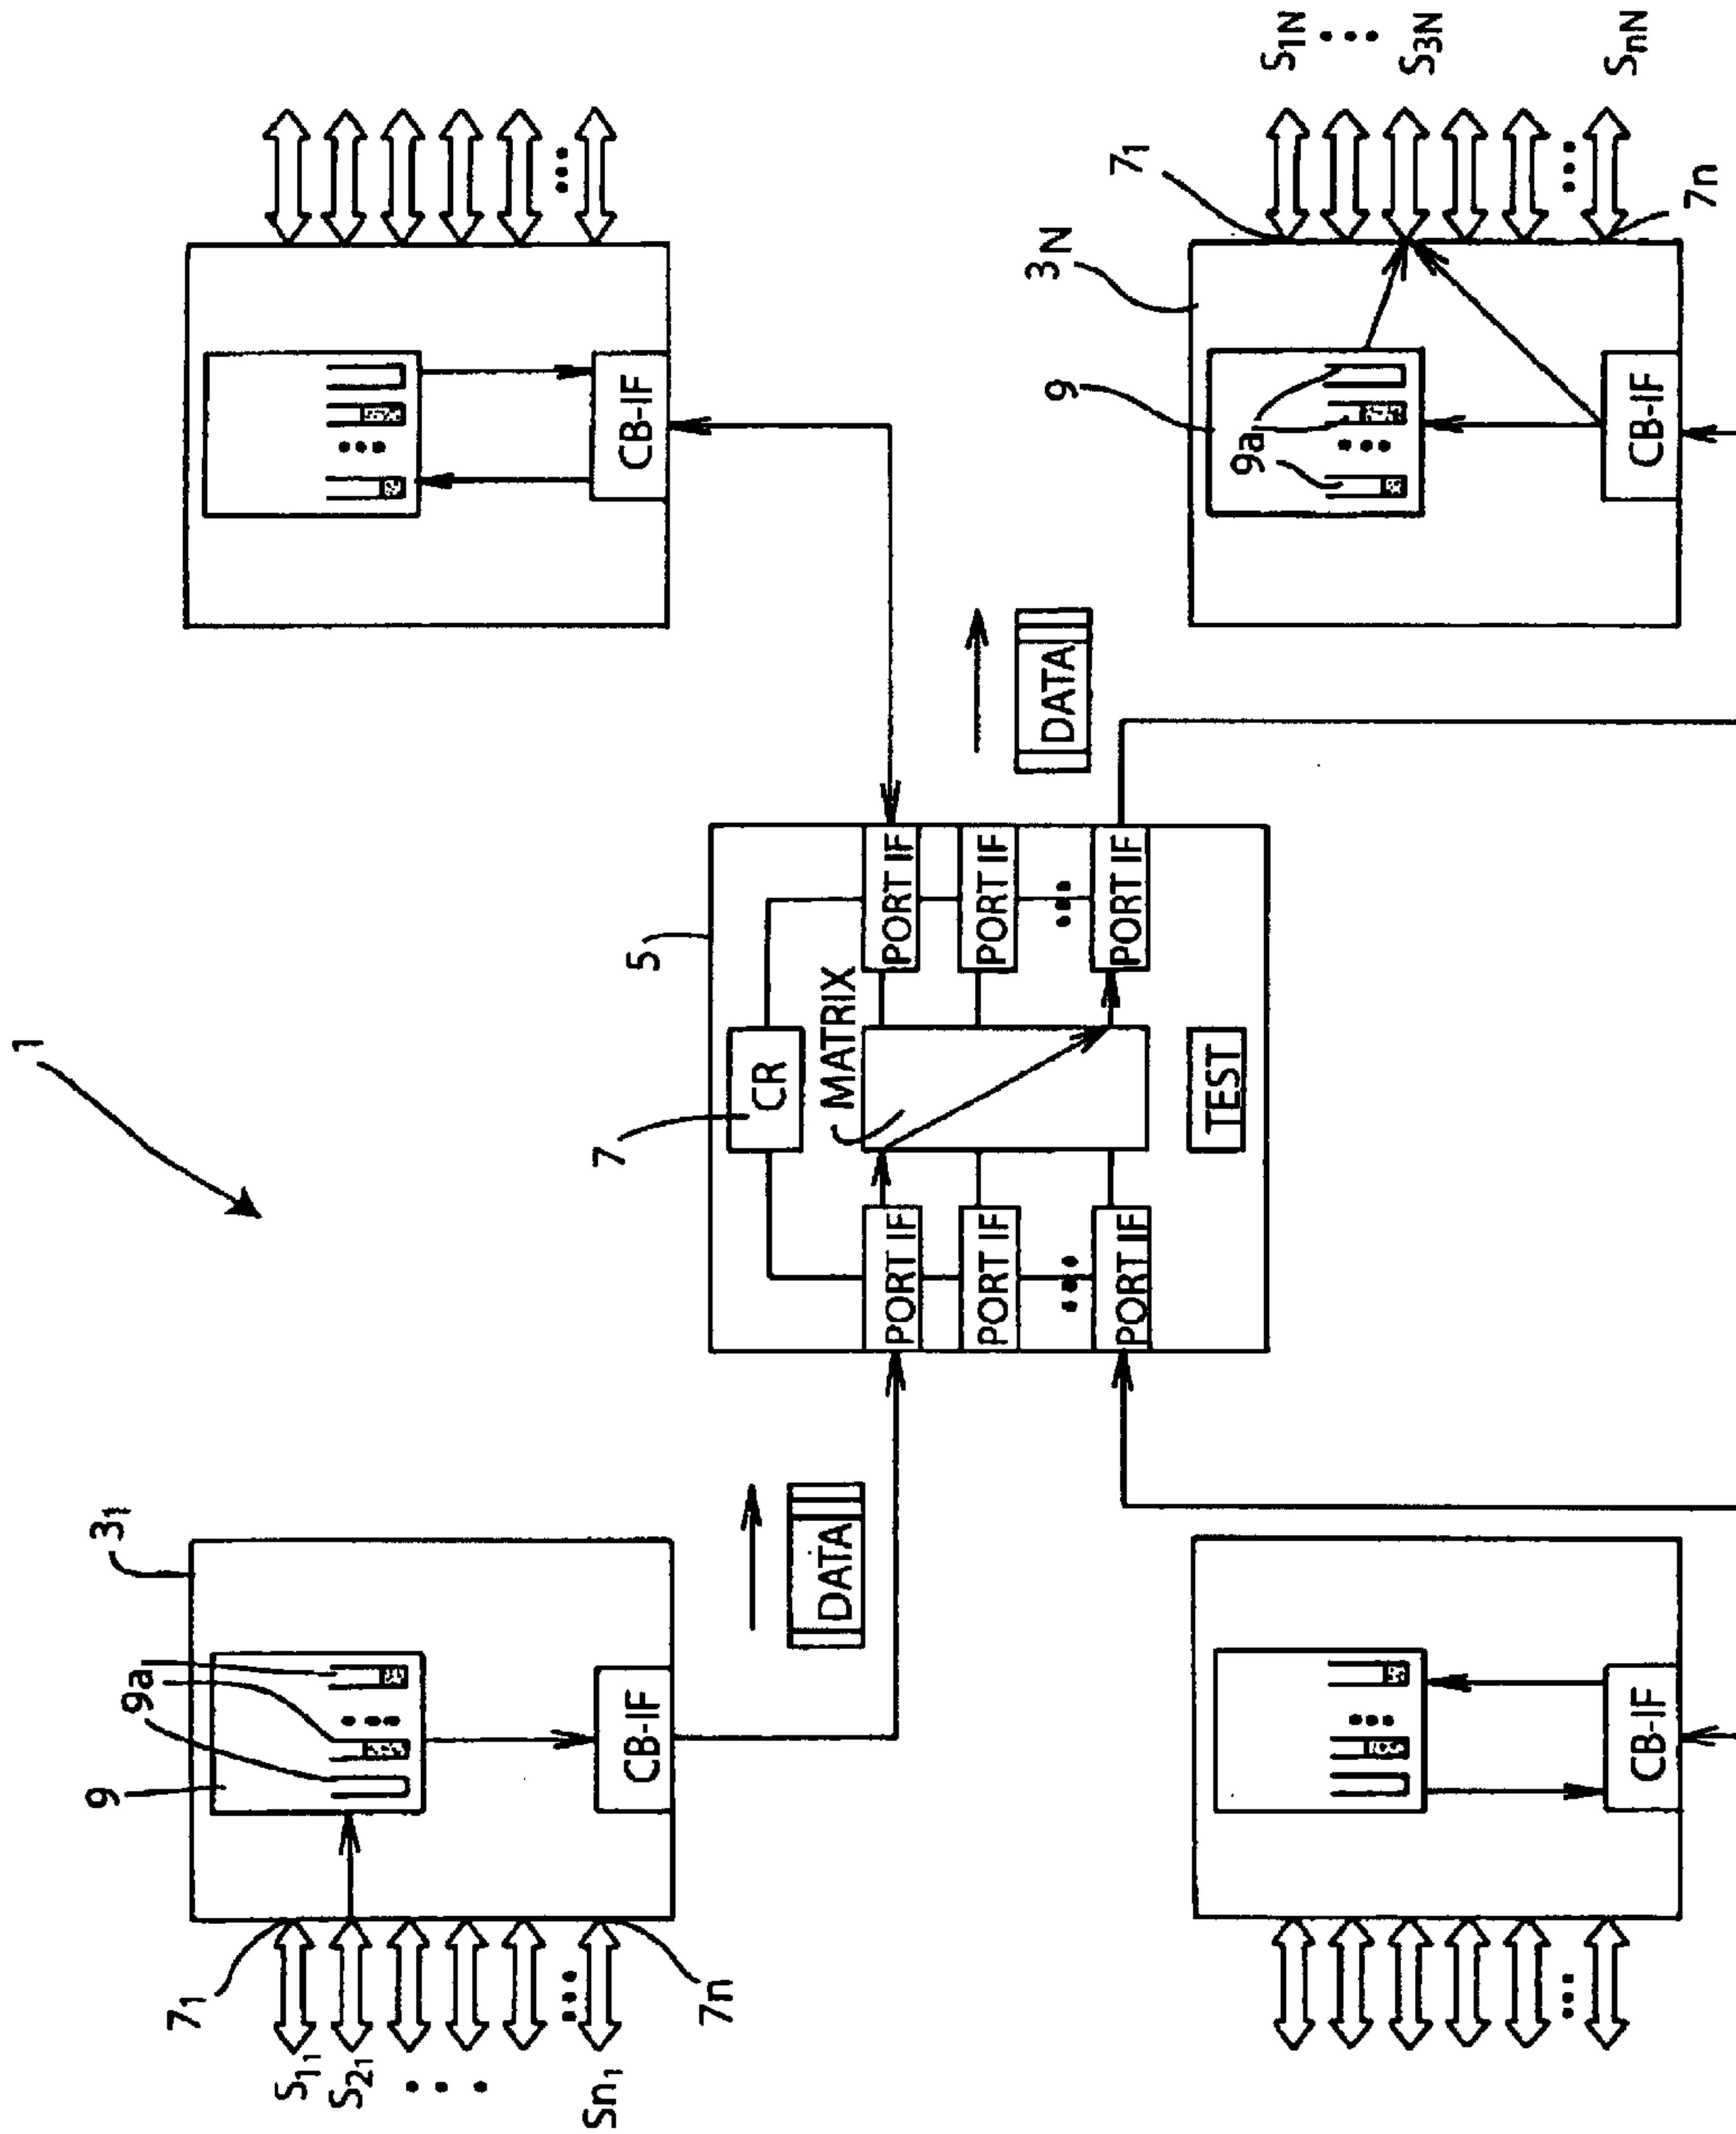 1
3₁
9
9a
7₁
S₁₁
S₂₁
Sn₁
7n
CB-IF
DATA
5
7
CR
MATRIX
PORT IF
PORT IF
PORT IF
PORT IF
PORT IF
PORT IF
TEST
CB-IF
DATA
CB-IF
3N
9
9a
7₁
S₁N
S₃N
SnN
7n
CB-IF